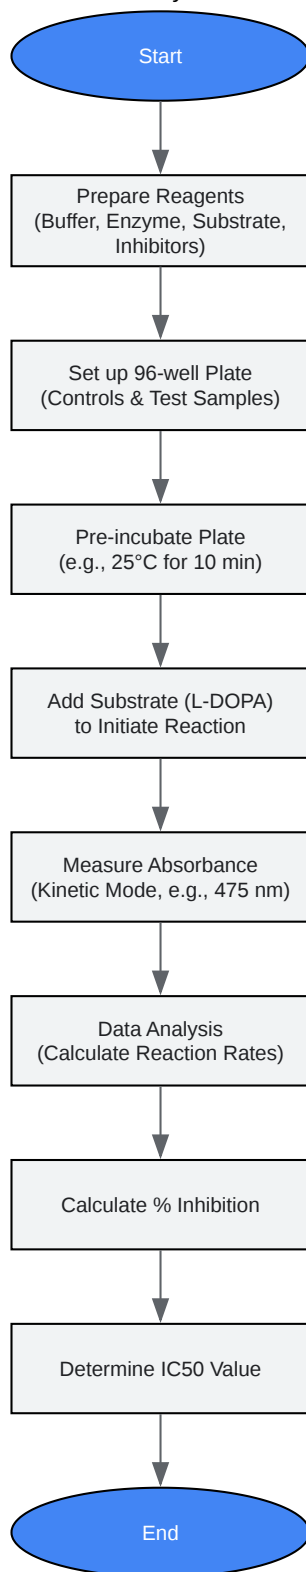 Start
Prepare Reagents
(Buffer, Enzyme, Substrate,
Inhibitors)
Set up 96-well Plate
(Controls & Test Samples)
Pre-incubate Plate
(e.g., 25°C for 10 min)
Add Substrate (L-DOPA)
to Initiate Reaction
Measure Absorbance
(Kinetic Mode, e.g., 475 nm)
Data Analysis
(Calculate Reaction Rates)
Calculate % Inhibition
Determine IC50 Value
End